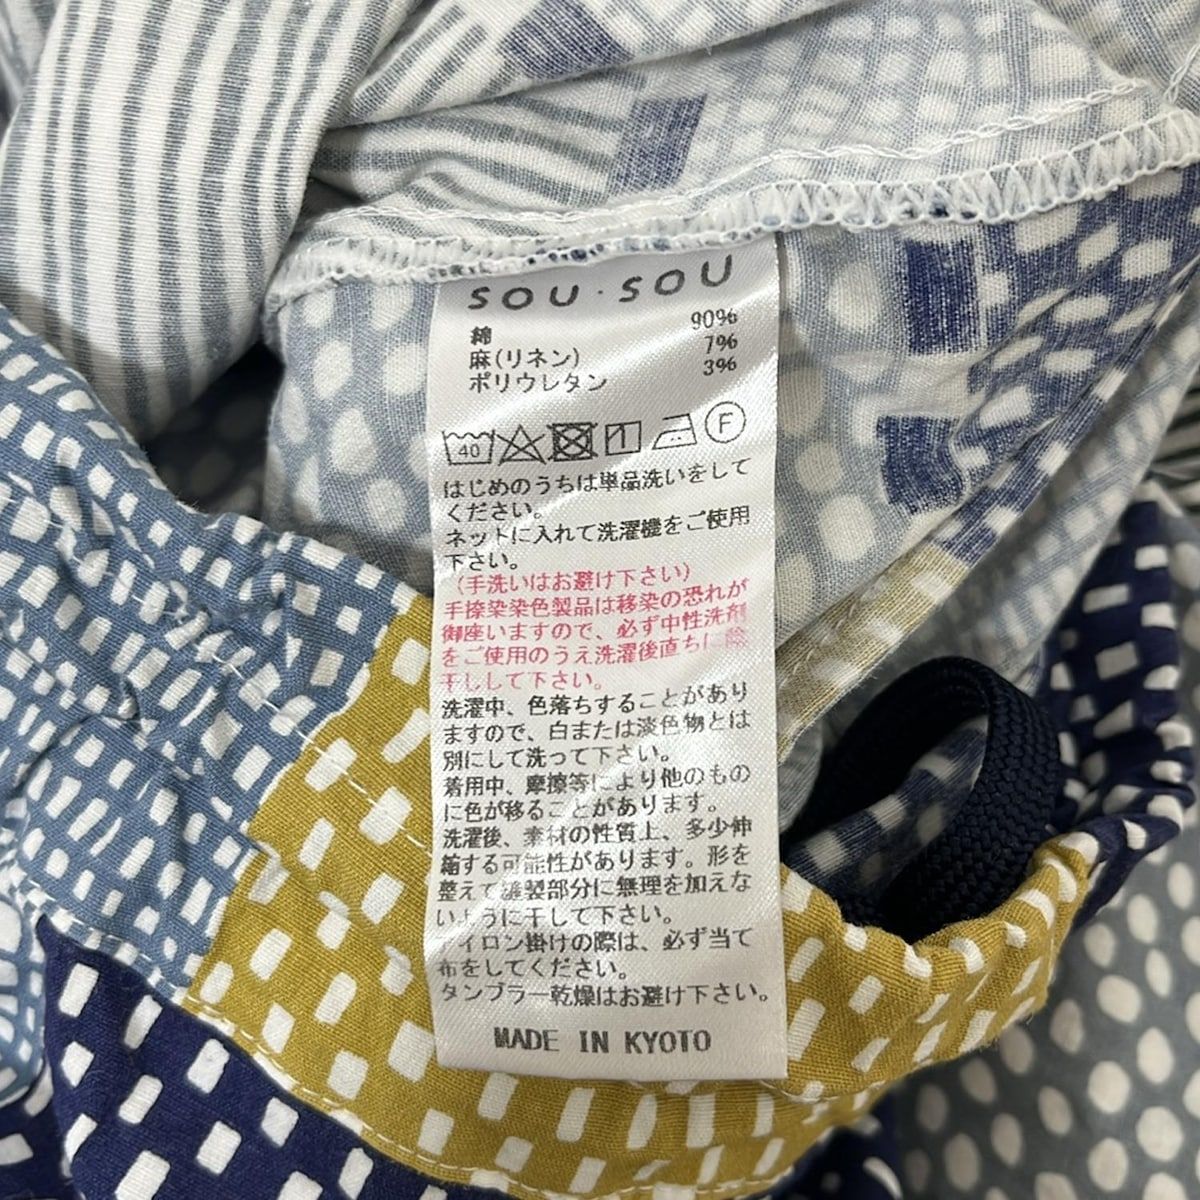 SOU・SOU
綿 90%
麻(リネン) 7%
ポリウレタン 3%
40 F
はじめのうちは単品洗いをして
ください。
ネットに入れて洗濯機をご使用
下さい。
(手洗いはお避け下さい)
手捺染染色製品は移染の恐れが
御座いますので、必ず中性洗剤
をご使用のうえ洗濯後直ちに陰
干しして下さい。
洗濯中、色落ちすることがあり
ますので、白または淡色物とは
別にして洗って下さい。
着用中、摩擦等により他のもの
に色が移ることがあります。
洗濯後、素材の性質上、多少伸
縮する可能性があります。形を
整えて縫製部分に無理を加えな
いように干して下さい。
アイロン掛けの際は、必ず当て
布をしてください。
タンブラー乾燥はお避け下さい。
MADE IN KYOTO